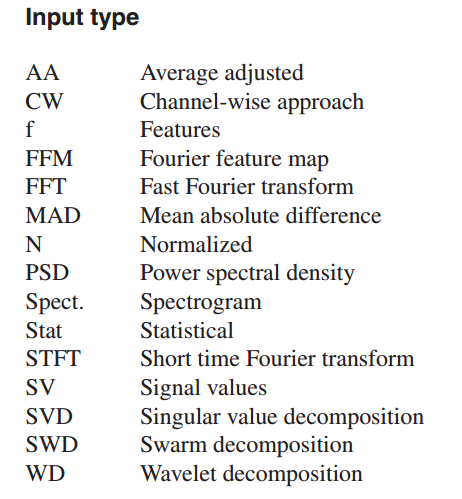 Input type
AA Average adjusted
CW Channel-wise approach
f Features
FFM Fourier feature map
FFT Fast Fourier transform
MAD Mean absolute difference
N Normalized
PSD Power spectral density
Spect. Spectrogram
Stat Statistical
STFT Short time Fourier transform
SV Signal values
SVD Singular value decomposition
SWD Swarm decomposition
WD Wavelet decomposition